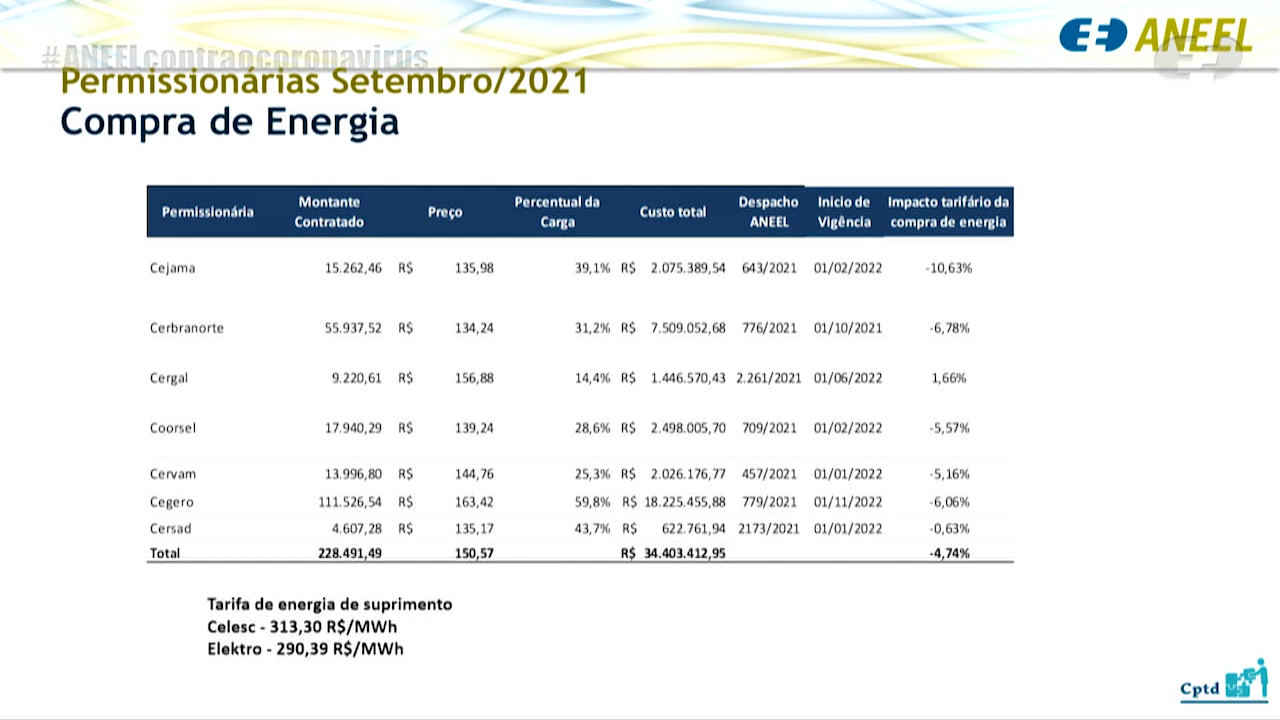 #ANEELcontraocoronavirus
ANEEL
Permissionárias Setembro/2021
Compra de Energia
Permissionária Montante Contratado Preço Percentual da Carga Custo total Despacho ANEEL Inicio de Vigência Impacto tarifário da compra de energia
Cejama 15.262,46 R$ 135,98 39,1% R$ 2.075.389,54 643/2021 01/02/2022 -10,63%
Cerbranorte 55.937,52 R$ 134,24 31,2% R$ 7.509.052,68 776/2021 01/10/2021 -6,78%
Cergal 9.220,61 R$ 156,88 14,4% R$ 1.446.570,43 2.261/2021 01/06/2022 1,66%
Coorsel 17.940,29 R$ 139,24 28,6% R$ 2.498.005,70 709/2021 01/02/2022 -5,57%
Cervam 13.996,80 R$ 144,76 25,3% R$ 2.026.176,77 457/2021 01/01/2022 -5,16%
Cegero 111.526,54 R$ 163,42 59,8% R$ 18.225.455,88 779/2021 01/11/2022 -6,06%
Cersad 4.607,28 R$ 135,17 43,7% R$ 622.761,94 2173/2021 01/01/2022 -0,63%
Total 228.491,49 150,57 R$ 34.403.412,95 -4,74%
Tarifa de energia de suprimento
Celesc - 313,30 R$/MWh
Elektro - 290,39 R$/MWh
Cptd